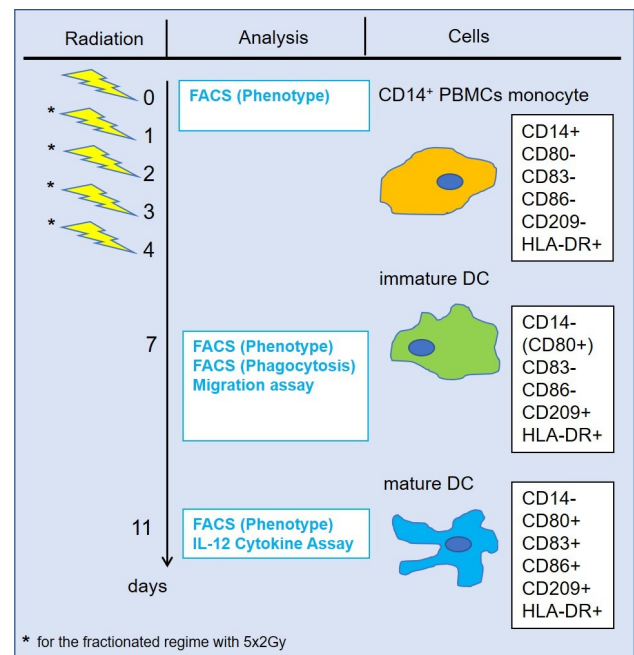 Radiation
Analysis
Cells
0
FACS (Phenotype)
CD14⁺ PBMCs monocyte
* 1
* 2
* 3
* 4
CD14+
CD80-
CD83-
CD86-
CD209-
HLA-DR+
immature DC
7
FACS (Phenotype)
FACS (Phagocytosis)
Migration assay
CD14-
(CD80+)
CD83-
CD86-
CD209+
HLA-DR+
mature DC
11
FACS (Phenotype)
IL-12 Cytokine Assay
CD14-
CD80+
CD83+
CD86+
CD209+
HLA-DR+
days
* for the fractionated regime with 5x2Gy